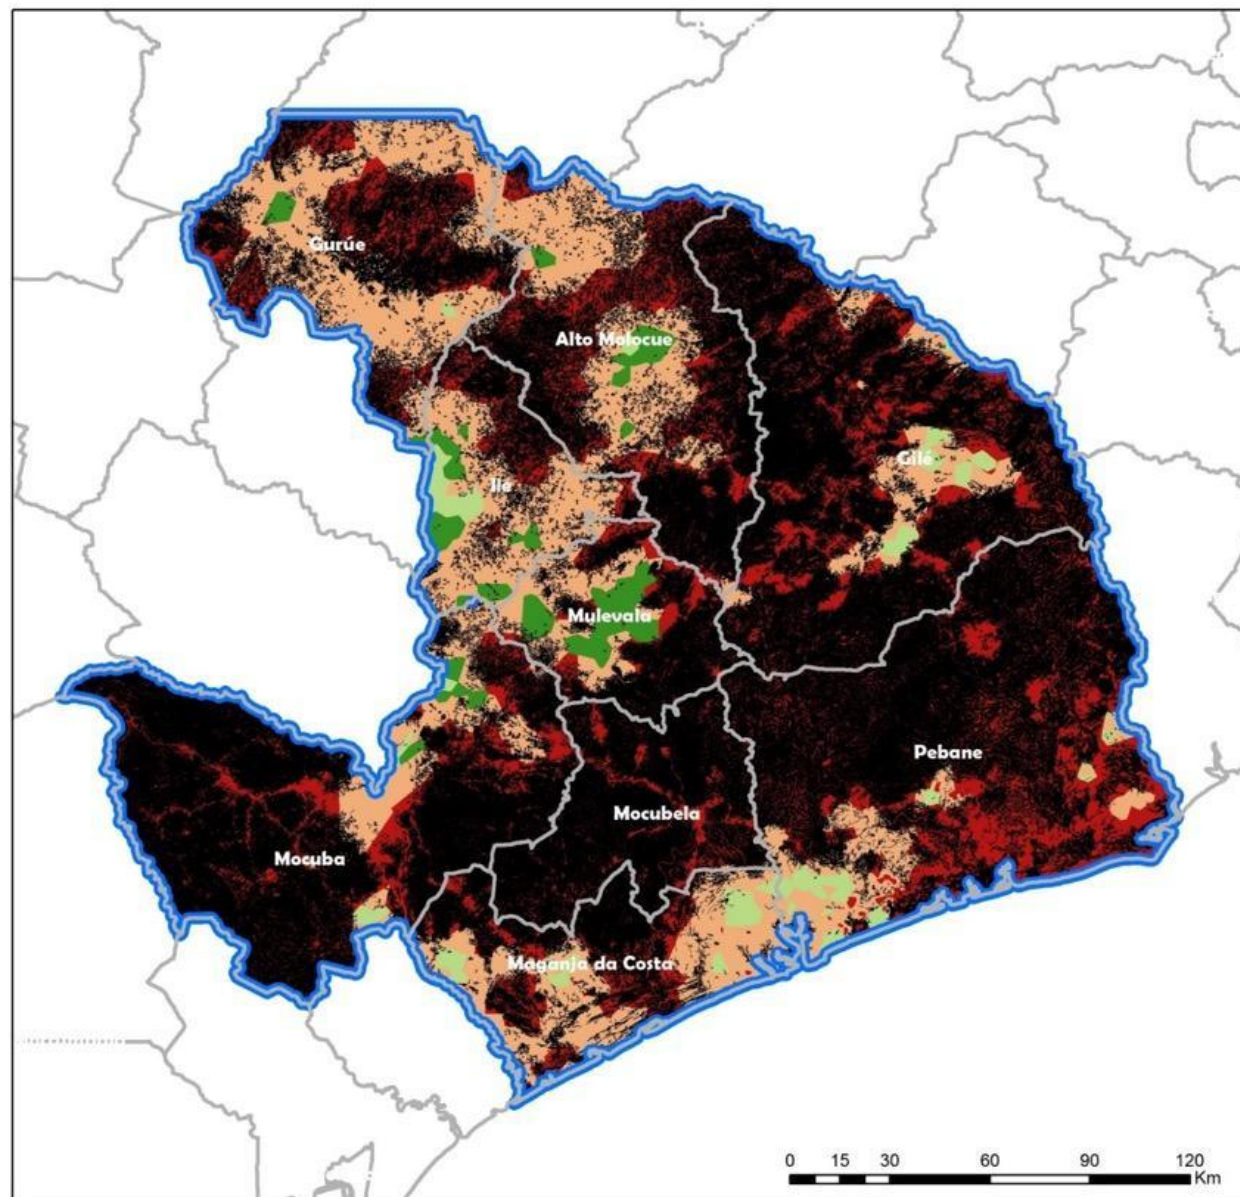 Gurúe
Alto Molocue
Gilé
Ile
Mulevala
Pebane
Mocubela
Mocuba
Maganja da Costa
0 15 30 60 90 120
Km